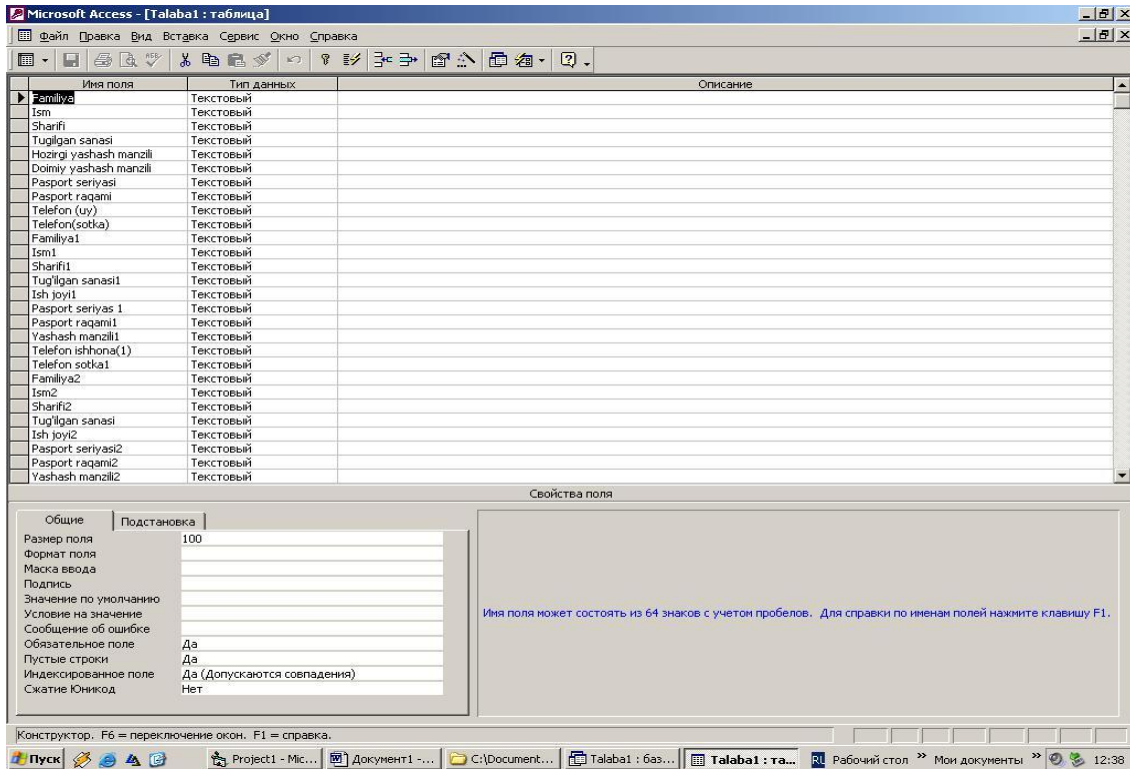 Microsoft Access - [Talaba1 : таблица]
Файл Правка Вид Вставка Сервис Окно Справка
Имя поля Тип данных Описание
Familiya Текстовый
Ism Текстовый
Sharifi Текстовый
Tugilgan sanasi Текстовый
Hozirgi yashash manzili Текстовый
Doimiy yashash manzili Текстовый
Pasport seriyasi Текстовый
Pasport raqami Текстовый
Telefon (uy) Текстовый
Telefon(sotka) Текстовый
Familiya1 Текстовый
Ism1 Текстовый
Sharifi1 Текстовый
Tug'ilgan sanasi1 Текстовый
Ish joyi1 Текстовый
Pasport seriyas 1 Текстовый
Pasport raqami1 Текстовый
Yashash manzili1 Текстовый
Telefon ishhona(1) Текстовый
Telefon sotka1 Текстовый
Familiya2 Текстовый
Ism2 Текстовый
Sharifi2 Текстовый
Tug'ilgan sanasi Текстовый
Ish joyi2 Текстовый
Pasport seriyasi2 Текстовый
Pasport raqami2 Текстовый
Yashash manzili2 Текстовый
Свойства поля
Общие Подстановка
Размер поля 100
Формат поля
Маска ввода
Подпись
Значение по умолчанию
Условие на значение
Сообщение об ошибке
Обязательное поле Да
Пустые строки Да
Индексированное поле Да (Допускаются совпадения)
Сжатие Юникод Нет
Имя поля может состоять из 64 знаков с учетом пробелов. Для справки по именам полей нажмите клавишу F1.
Конструктор. F6 = переключение окон. F1 = справка.
Пуск Project1 - Mic... Документ1 -... C:\Document... Talaba1 : баз... Talaba1 : та... RU Рабочий стол » Мои документы » 12:38